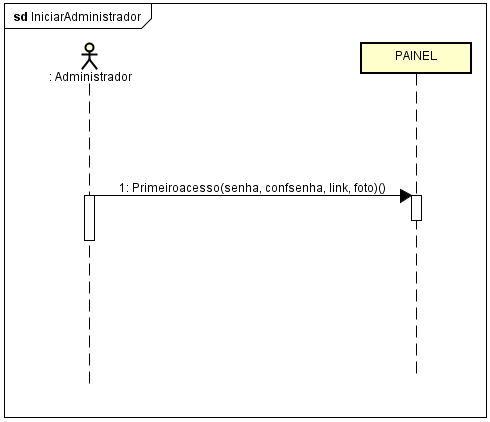 sd IniciarAdministrador
: Administrador
PAINEL
1: Primeiroacesso(senha, confsenha, link, foto)()